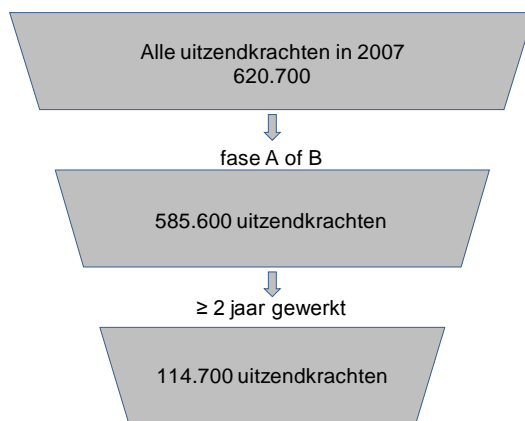 Alle uitzendkrachten in 2007
620.700
fase A of B
585.600 uitzendkrachten
≥ 2 jaar gewerkt
114.700 uitzendkrachten